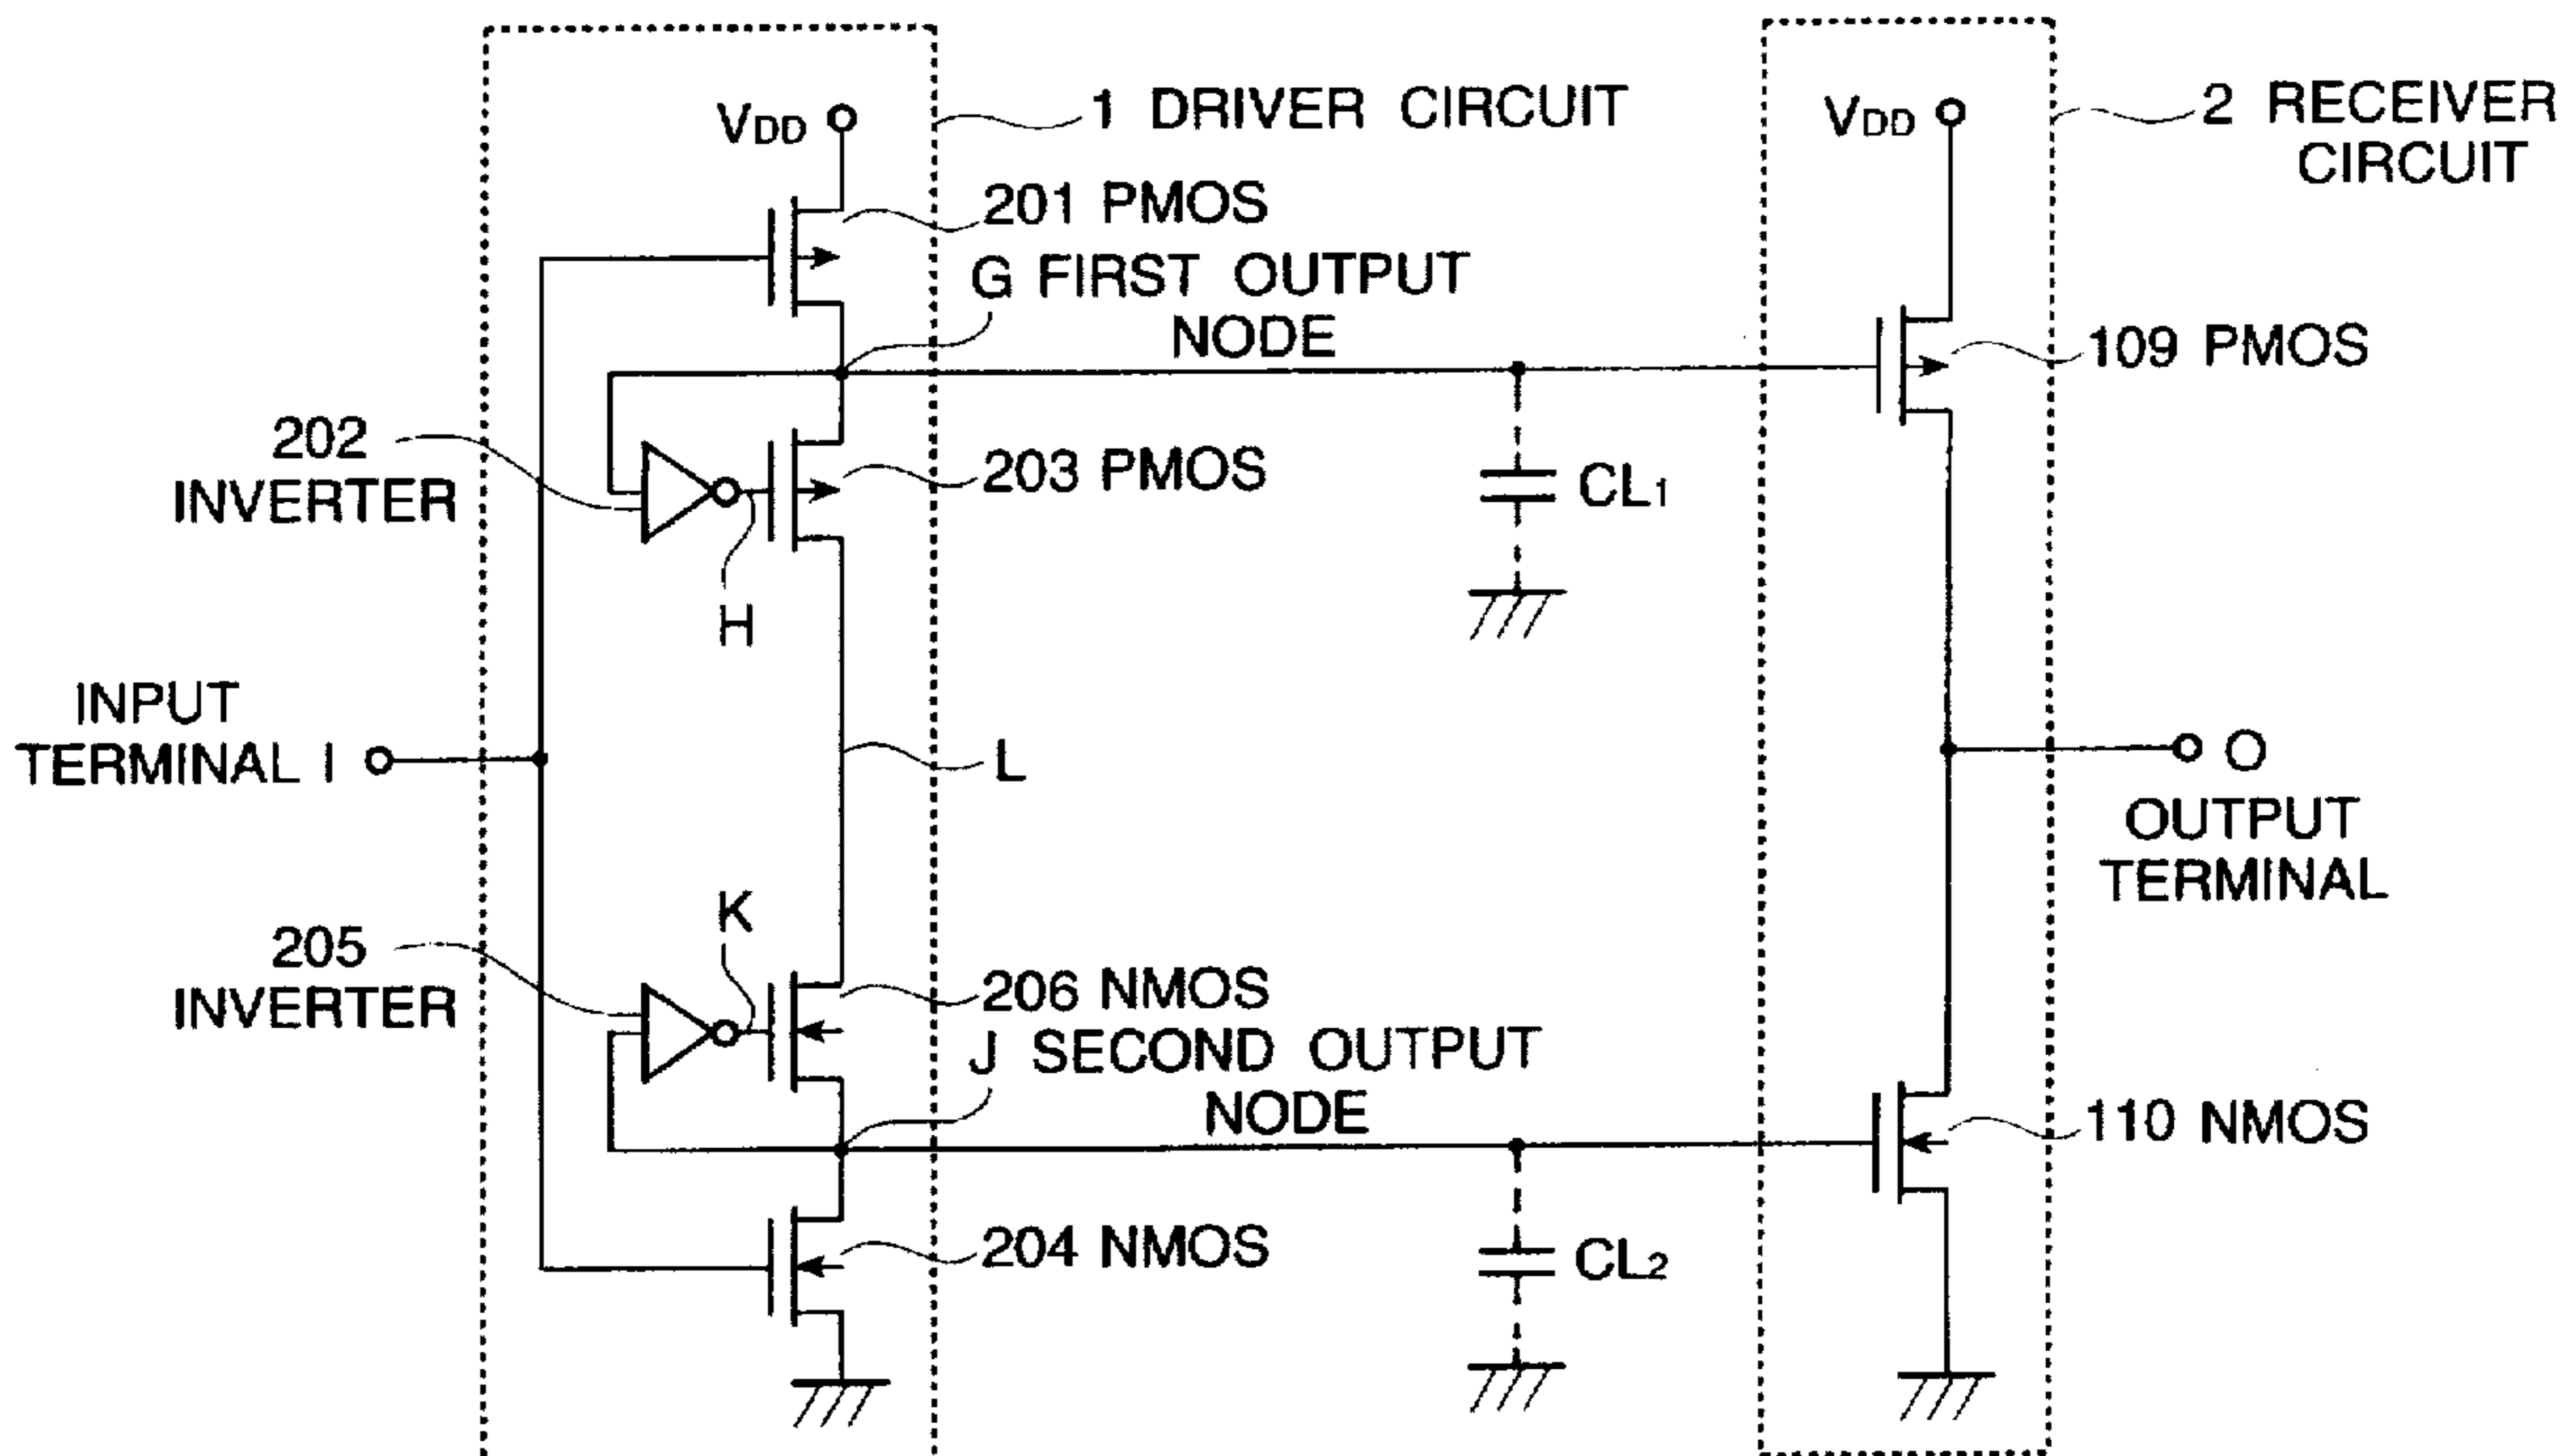 VDD
1 DRIVER CIRCUIT
VDD
2 RECEIVER
CIRCUIT
201 PMOS
G FIRST OUTPUT
NODE
109 PMOS
202
INVERTER
203 PMOS
CL1
H
INPUT
TERMINAL I
L
O
OUTPUT
TERMINAL
K
205
INVERTER
206 NMOS
J SECOND OUTPUT
NODE
110 NMOS
204 NMOS
CL2